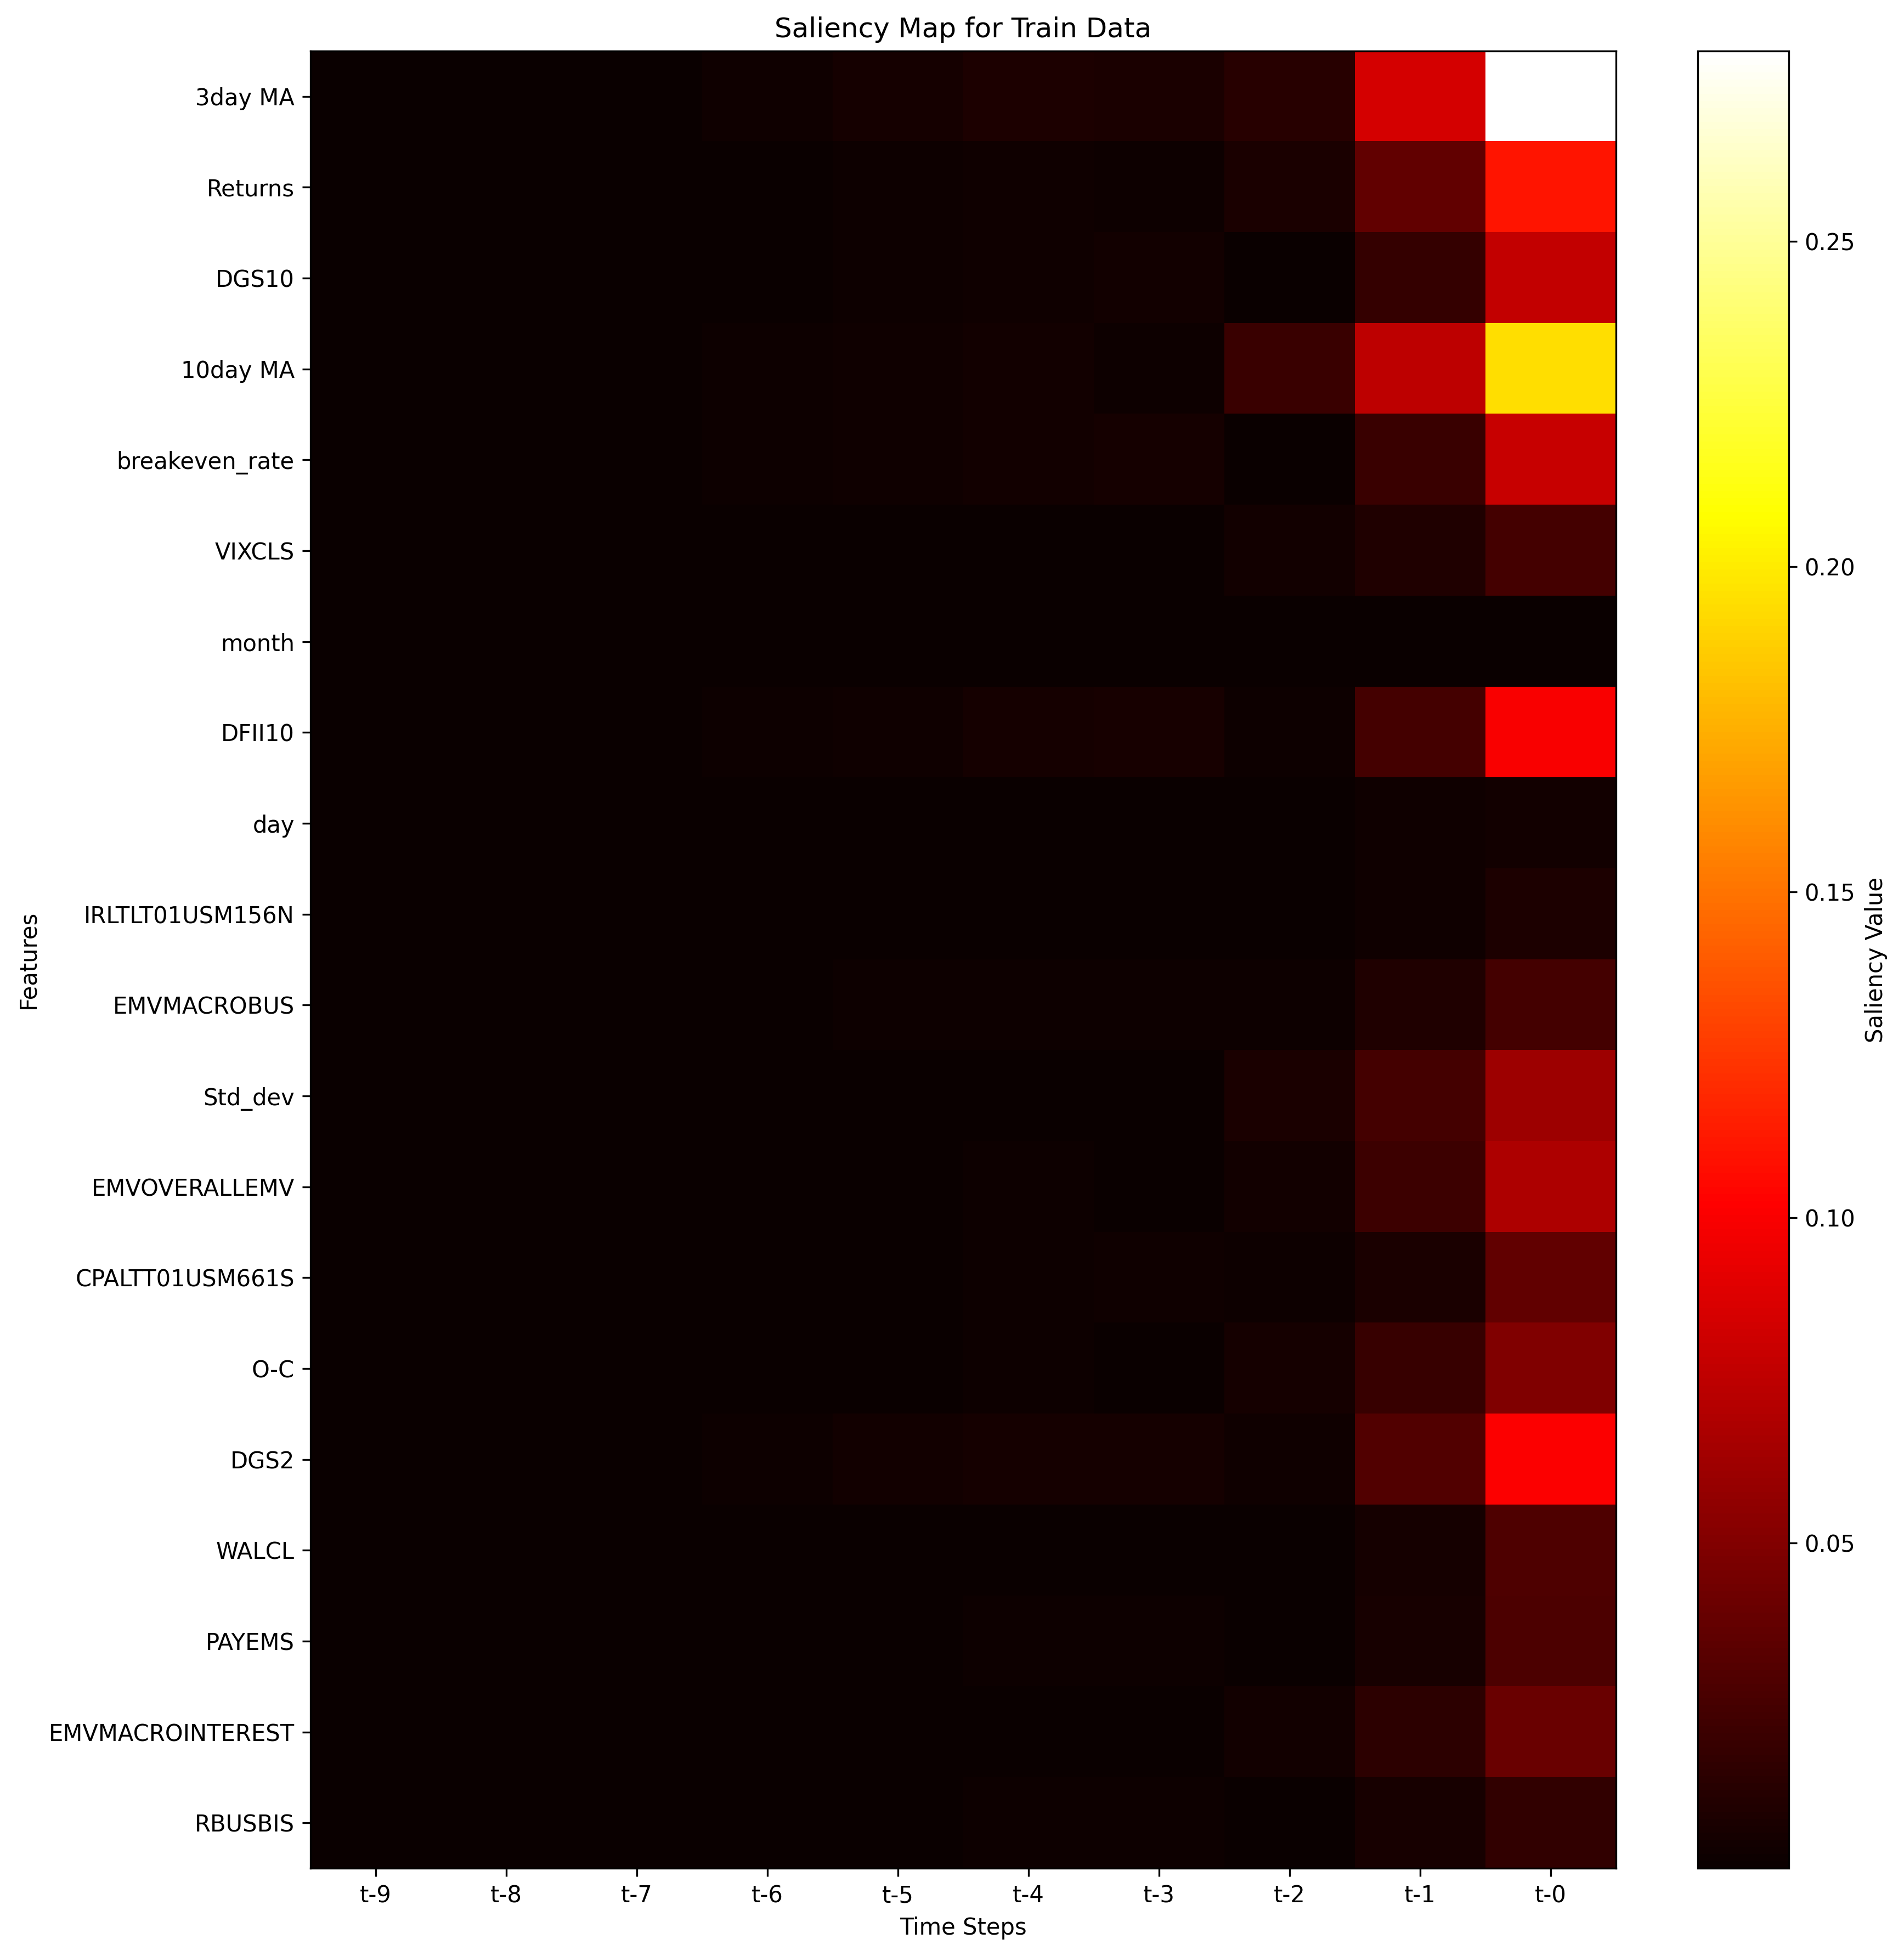 Saliency Map for Train Data
3day MA
Returns
DGS10
10day MA
breakeven_rate
VIXCLS
month
DFII10
day
IRLTLT01USM156N
EMVMACROBUS
Std_dev
EMVOVERALLEMV
CPALTT01USM661S
O-C
DGS2
WALCL
PAYEMS
EMVMACROINTEREST
RBUSBIS
Features
t-9 t-8 t-7 t-6 t-5 t-4 t-3 t-2 t-1 t-0
Time Steps
0.25
0.20
0.15
0.10
0.05
Saliency Value